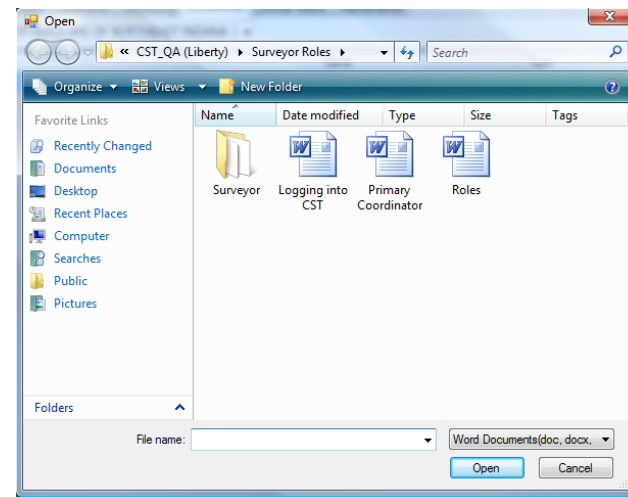 Open
« CST_QA (Liberty) Surveyor Roles Search
Organize Views New Folder
Favorite Links
Recently Changed
Documents
Desktop
Recent Places
Computer
Searches
Public
Pictures
Folders
Name Date modified Type Size Tags
Surveyor
Logging into
CST
Primary
Coordinator
Roles
File name:
Word Documents(doc, docx,
Open Cancel